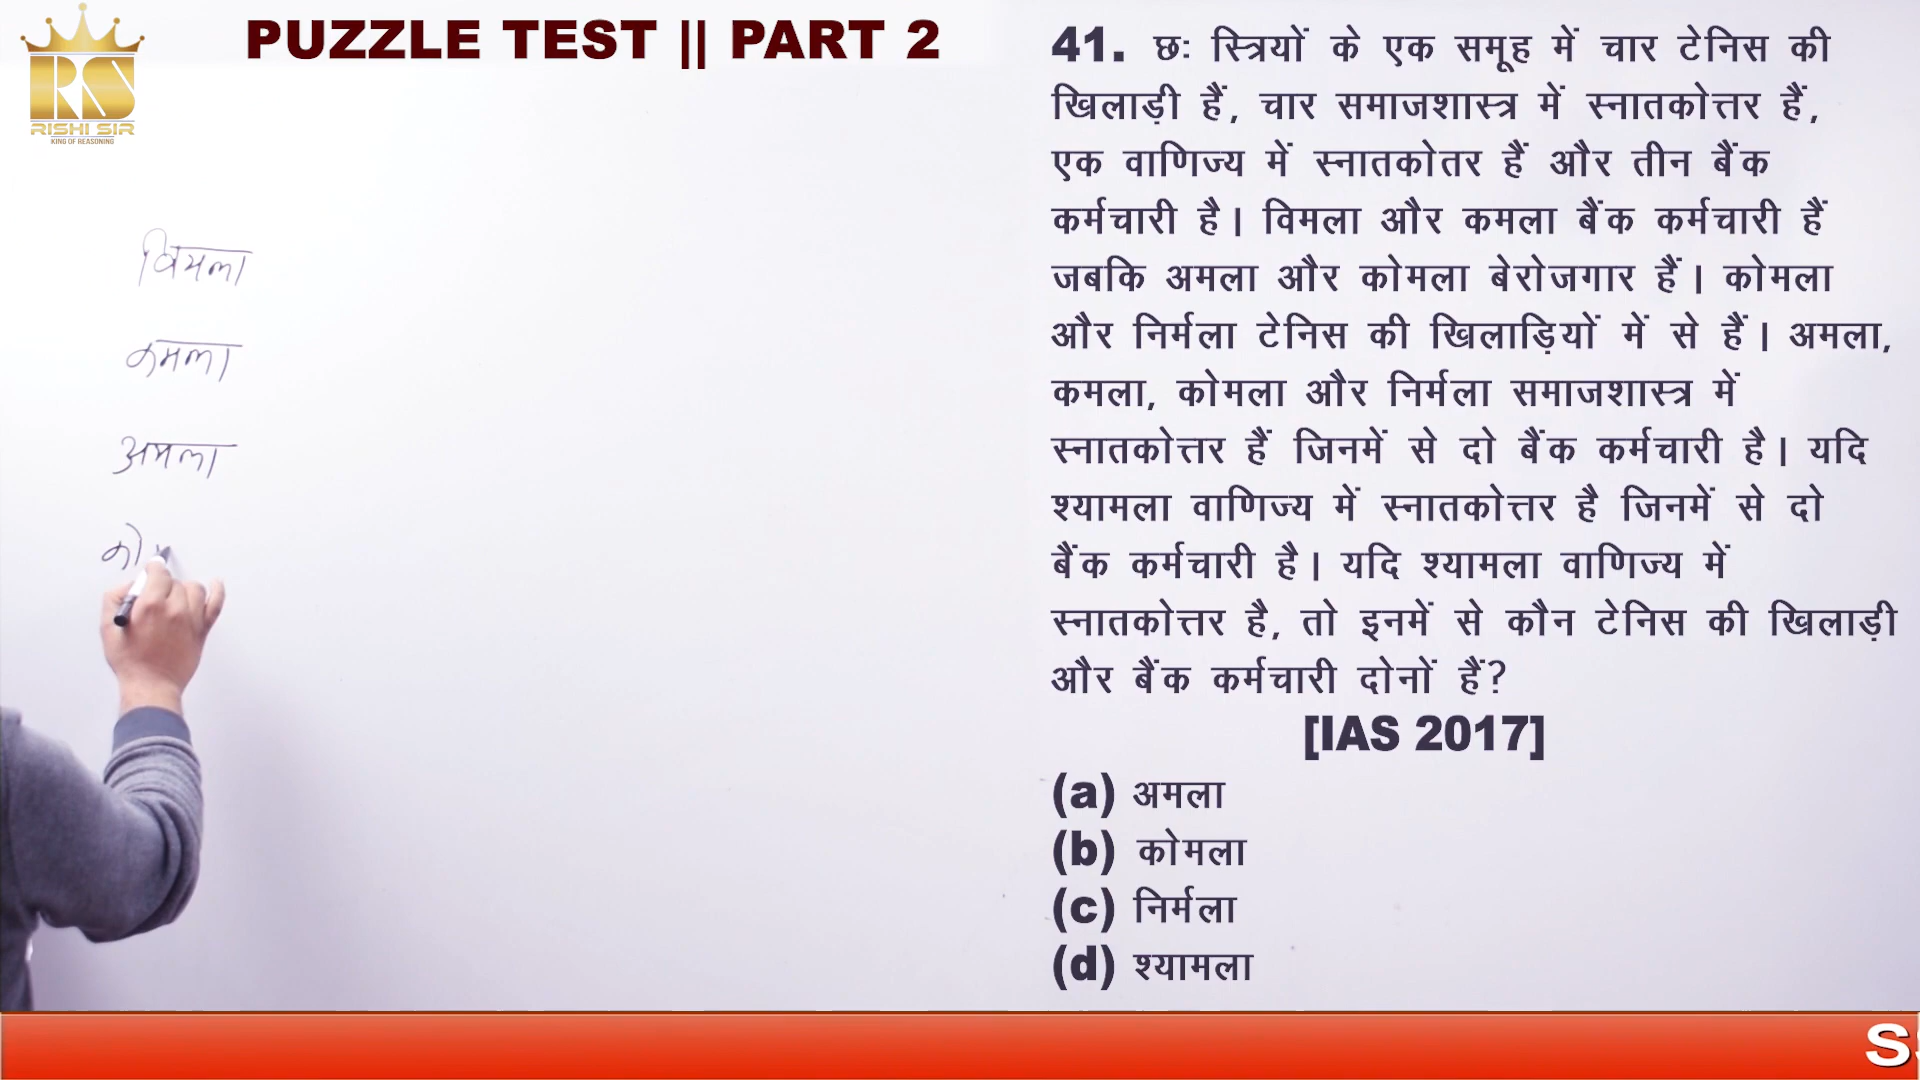 RS
RISHI SIR
KING OF REASONING
PUZZLE TEST || PART 2
विमला
कमला
अमला
को
41. छः स्त्रियों के एक समूह में चार टेनिस की
खिलाड़ी हैं, चार समाजशास्त्र में स्नातकोत्तर हैं,
एक वाणिज्य में स्नातकोतर हैं और तीन बैंक
कर्मचारी है। विमला और कमला बैंक कर्मचारी हैं
जबकि अमला और कोमला बेरोजगार हैं। कोमला
और निर्मला टेनिस की खिलाड़ियों में से हैं। अमला,
कमला, कोमला और निर्मला समाजशास्त्र में
स्नातकोत्तर हैं जिनमें से दो बैंक कर्मचारी है। यदि
श्यामला वाणिज्य में स्नातकोत्तर है जिनमें से दो
बैंक कर्मचारी है। यदि श्यामला वाणिज्य में
स्नातकोत्तर है, तो इनमें से कौन टेनिस की खिलाड़ी
और बैंक कर्मचारी दोनों हैं?
[IAS 2017]
(a) अमला
(b) कोमला
(c) निर्मला
(d) श्यामला